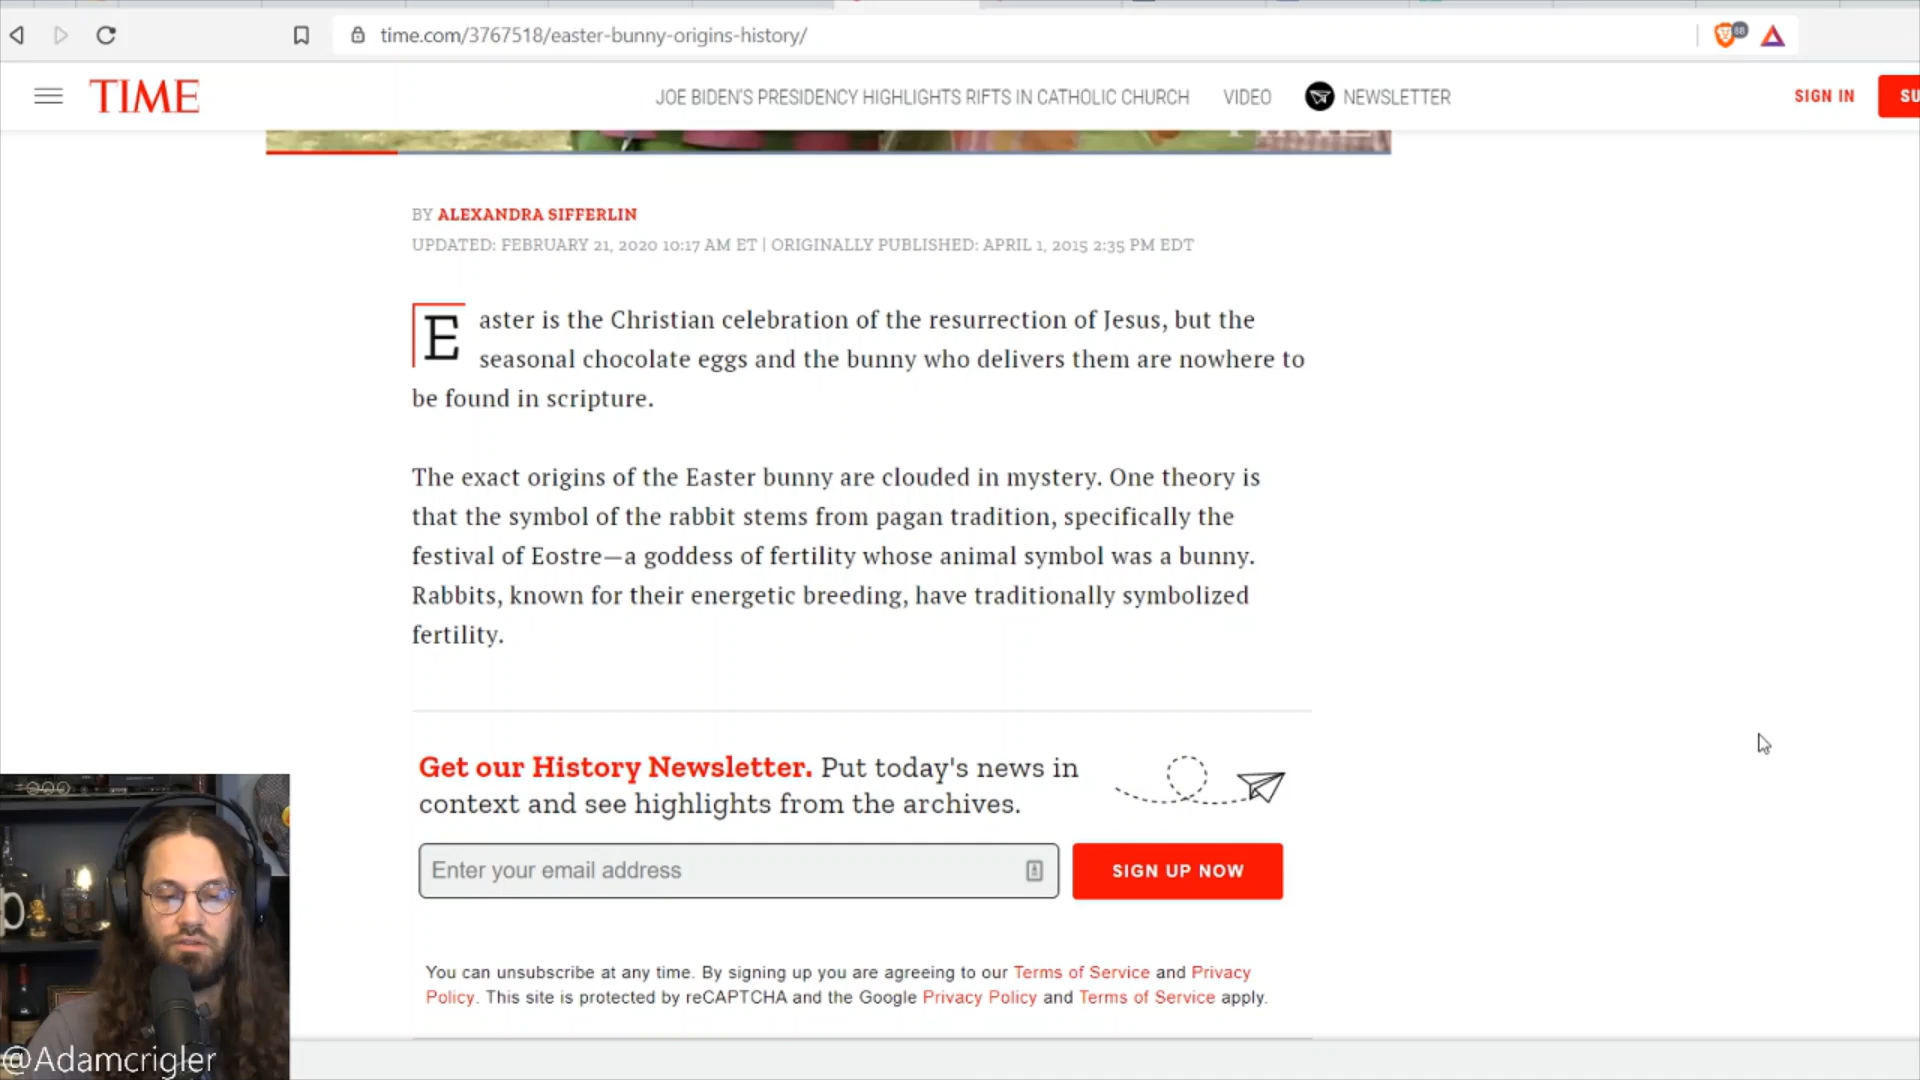 time.com/3767518/easter-bunny-origins-history/
88
TIME
JOE BIDEN'S PRESIDENCY HIGHLIGHTS RIFTS IN CATHOLIC CHURCH
VIDEO
NEWSLETTER
SIGN IN
SU
BY ALEXANDRA SIFFERLIN
UPDATED: FEBRUARY 21, 2020 10:17 AM ET | ORIGINALLY PUBLISHED: APRIL 1, 2015 2:35 PM EDT
Easter is the Christian celebration of the resurrection of Jesus, but the
seasonal chocolate eggs and the bunny who delivers them are nowhere to
be found in scripture.
The exact origins of the Easter bunny are clouded in mystery. One theory is
that the symbol of the rabbit stems from pagan tradition, specifically the
festival of Eostre—a goddess of fertility whose animal symbol was a bunny.
Rabbits, known for their energetic breeding, have traditionally symbolized
fertility.
Get our History Newsletter. Put today's news in
context and see highlights from the archives.
Enter your email address
SIGN UP NOW
You can unsubscribe at any time. By signing up you are agreeing to our Terms of Service and Privacy
Policy. This site is protected by reCAPTCHA and the Google Privacy Policy and Terms of Service apply.
@Adamcrigler